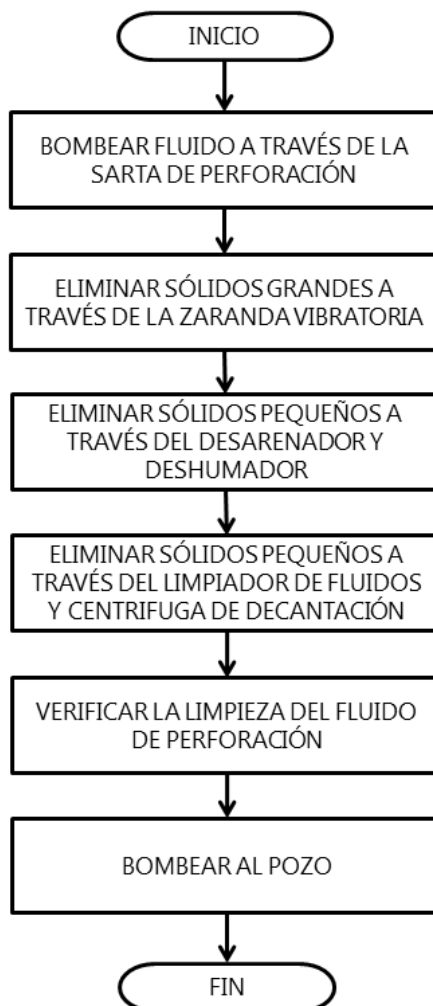 INICIO
BOMBEAR FLUIDO A TRAVÉS DE LA
SARTA DE PERFORACIÓN
ELIMINAR SÓLIDOS GRANDES A
TRAVÉS DE LA ZARANDA VIBRATORIA
ELIMINAR SÓLIDOS PEQUEÑOS A
TRAVÉS DEL DESARENADOR Y
DESHUMADOR
ELIMINAR SÓLIDOS PEQUEÑOS A
TRAVÉS DEL LIMPIADOR DE FLUIDOS
Y CENTRIFUGA DE DECANTACIÓN
VERIFICAR LA LIMPIEZA DEL FLUIDO
DE PERFORACIÓN
BOMBEAR AL POZO
FIN